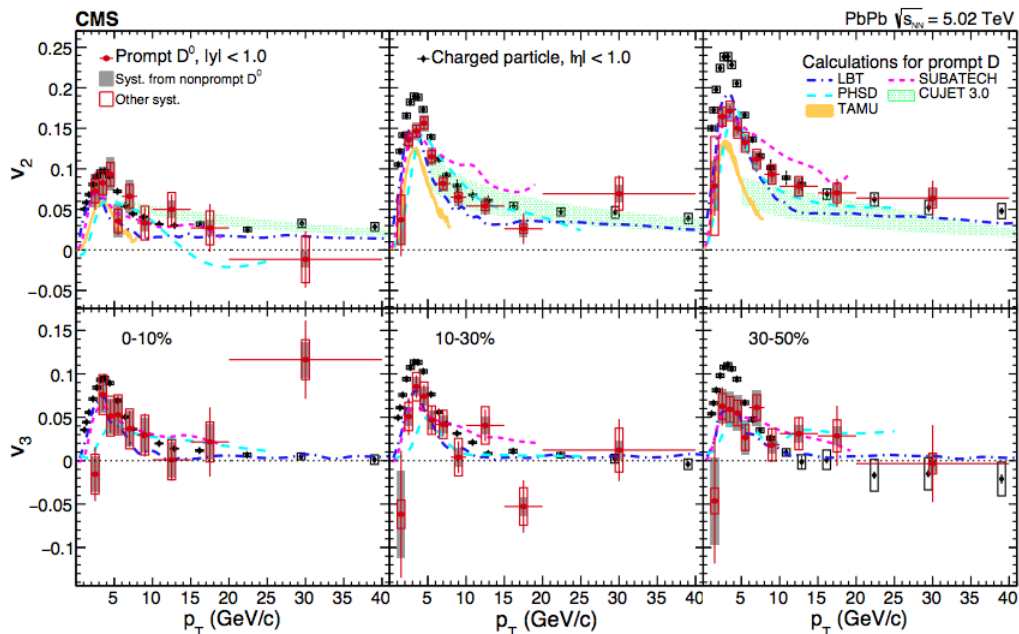 CMS
PbPb √s_NN = 5.02 TeV
Prompt D⁰, |y| < 1.0
Syst. from nonprompt D⁰
Other syst.
Charged particle, |η| < 1.0
Calculations for prompt D
LBT
SUBATECH
PHSD
CUJET 3.0
TAMU
v₂
0.25
0.20
0.15
0.10
0.05
0
−0.05
0-10%
10-30%
30-50%
v₃
0.15
0.1
0.05
0
−0.05
−0.1
5 10 15 20 25 30 35 40
5 10 15 20 25 30 35 40
5 10 15 20 25 30 35 40
p_T (GeV/c)
p_T (GeV/c)
p_T (GeV/c)